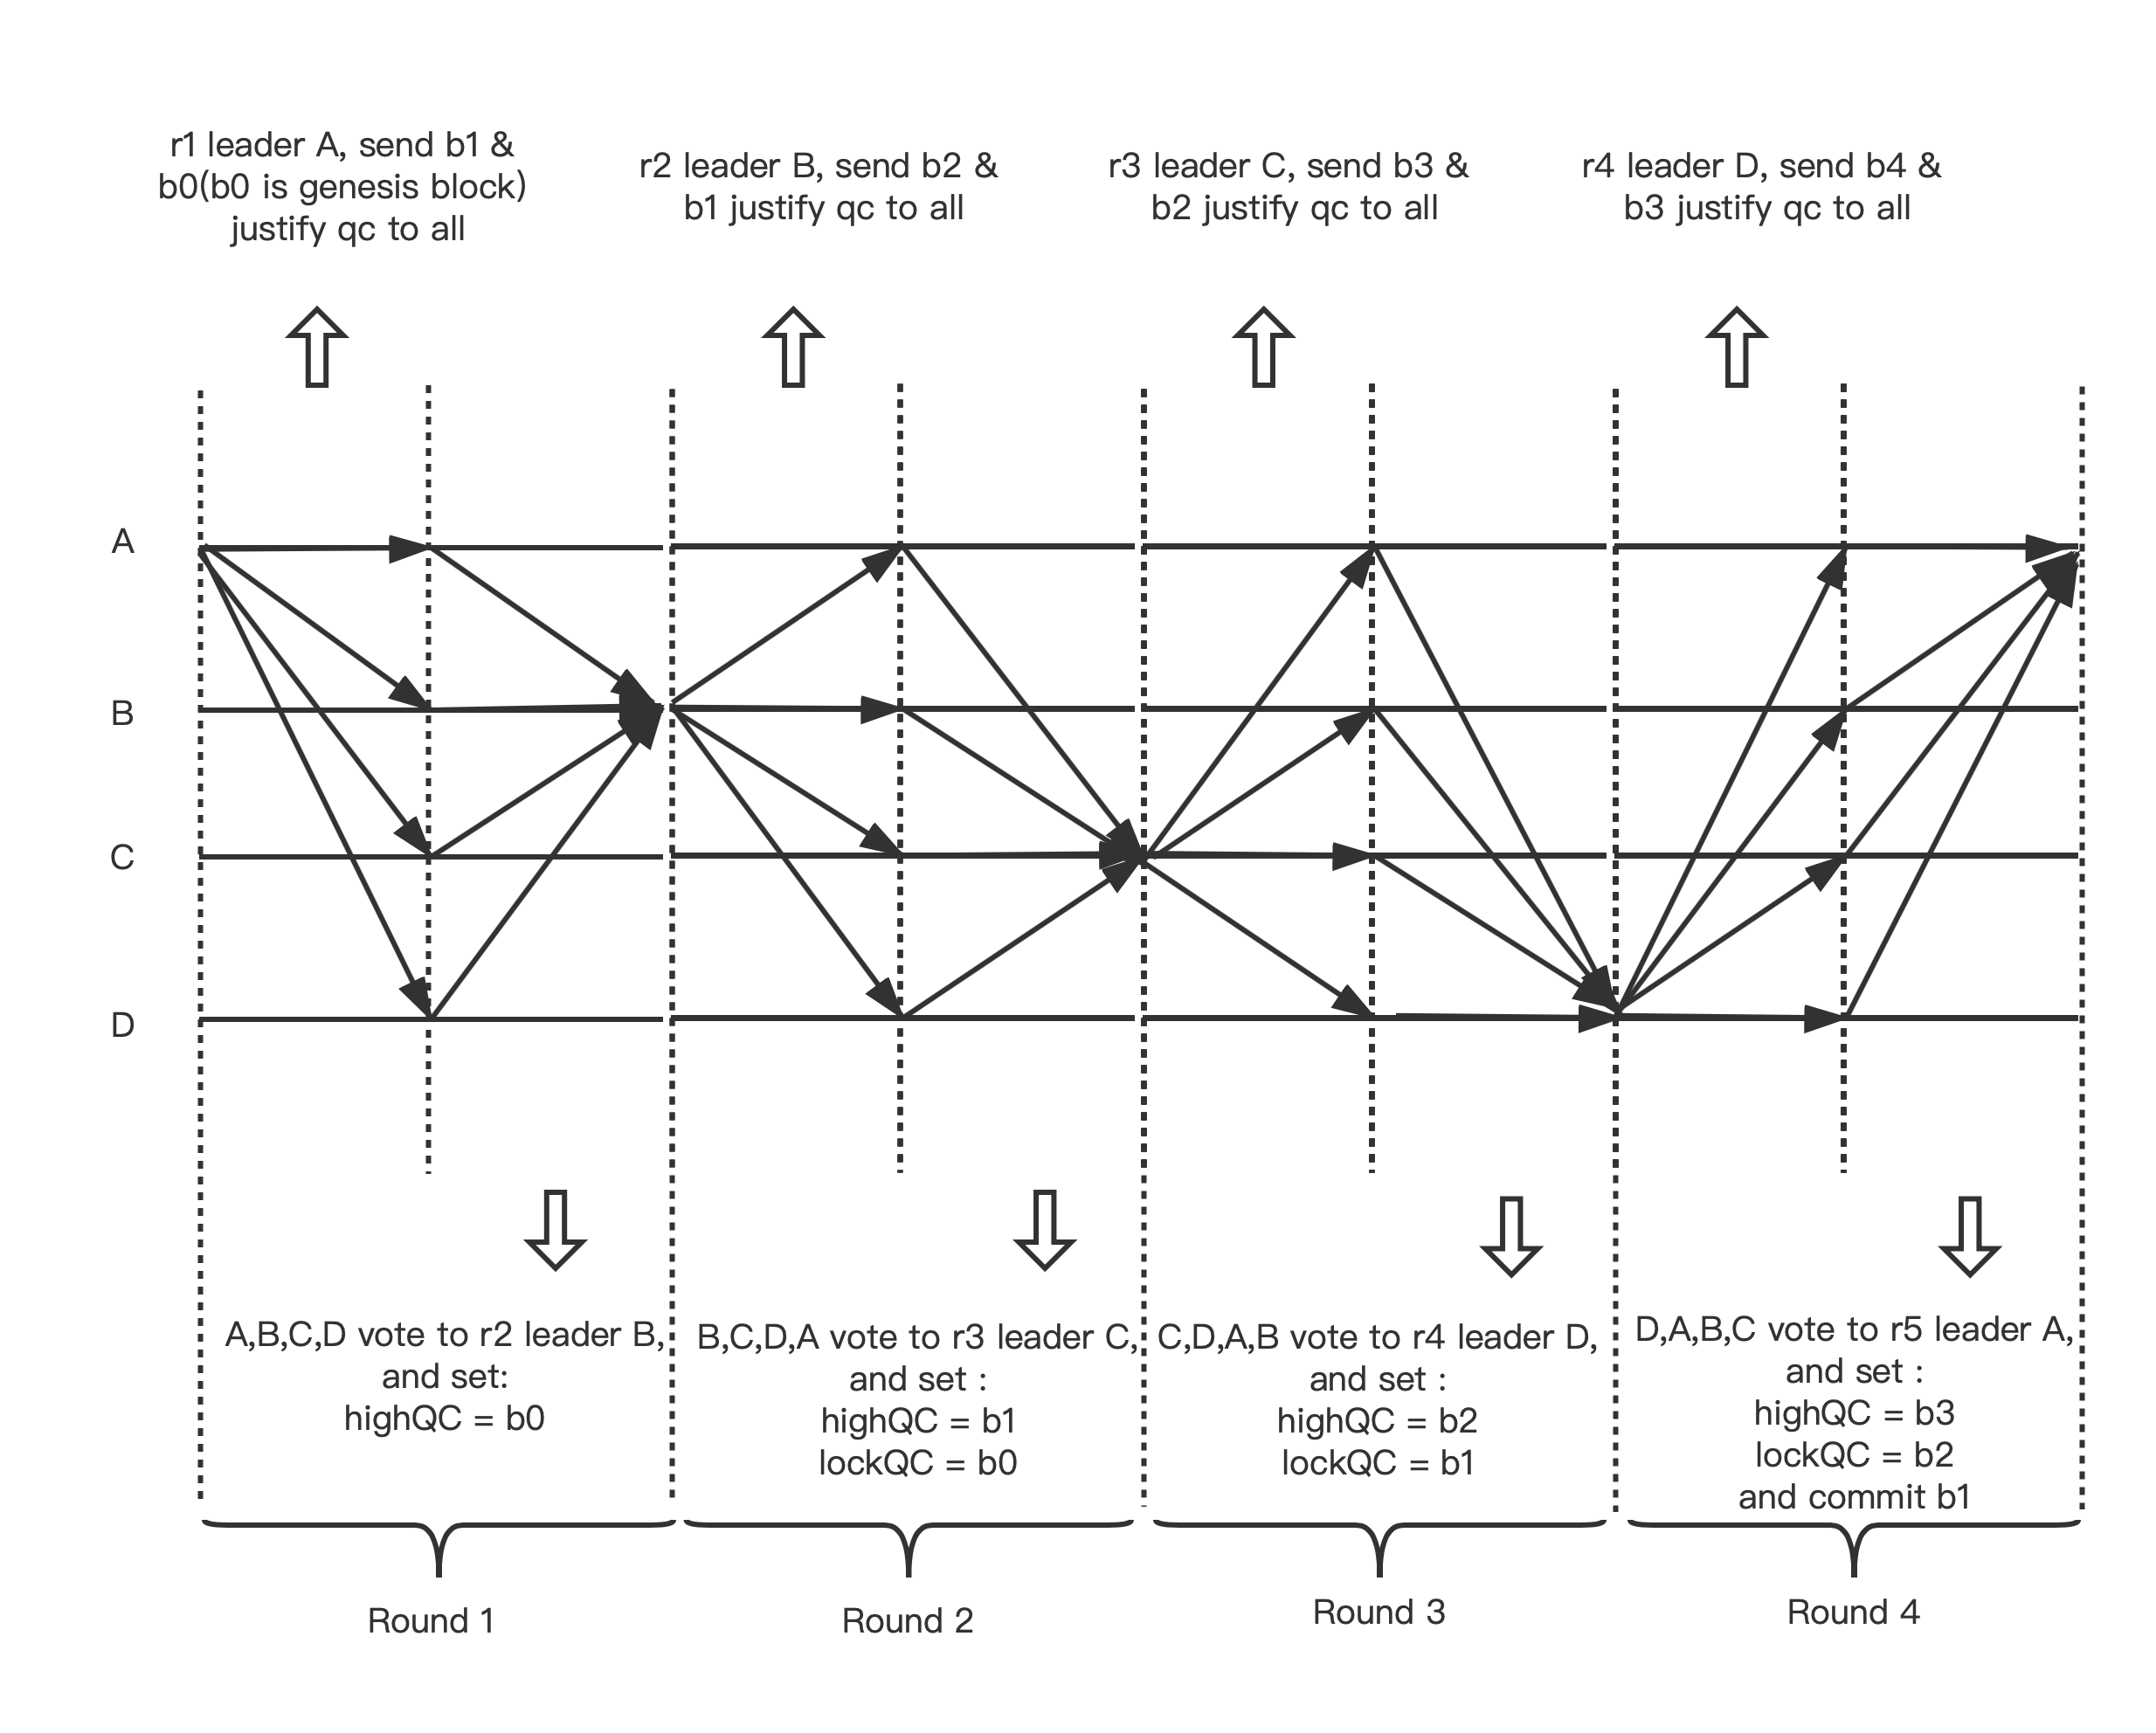 r1 leader A, send b1 &
b0(b0 is genesis block)
justify qc to all
r2 leader B, send b2 &
b1 justify qc to all
r3 leader C, send b3 &
b2 justify qc to all
r4 leader D, send b4 &
b3 justify qc to all
A
B
C
D
A,B,C,D vote to r2 leader B,
and set:
highQC = b0
B,C,D,A vote to r3 leader C,
and set :
highQC = b1
lockQC = b0
C,D,A,B vote to r4 leader D,
and set :
highQC = b2
lockQC = b1
D,A,B,C vote to r5 leader A,
and set :
highQC = b3
lockQC = b2
and commit b1
Round 1
Round 2
Round 3
Round 4